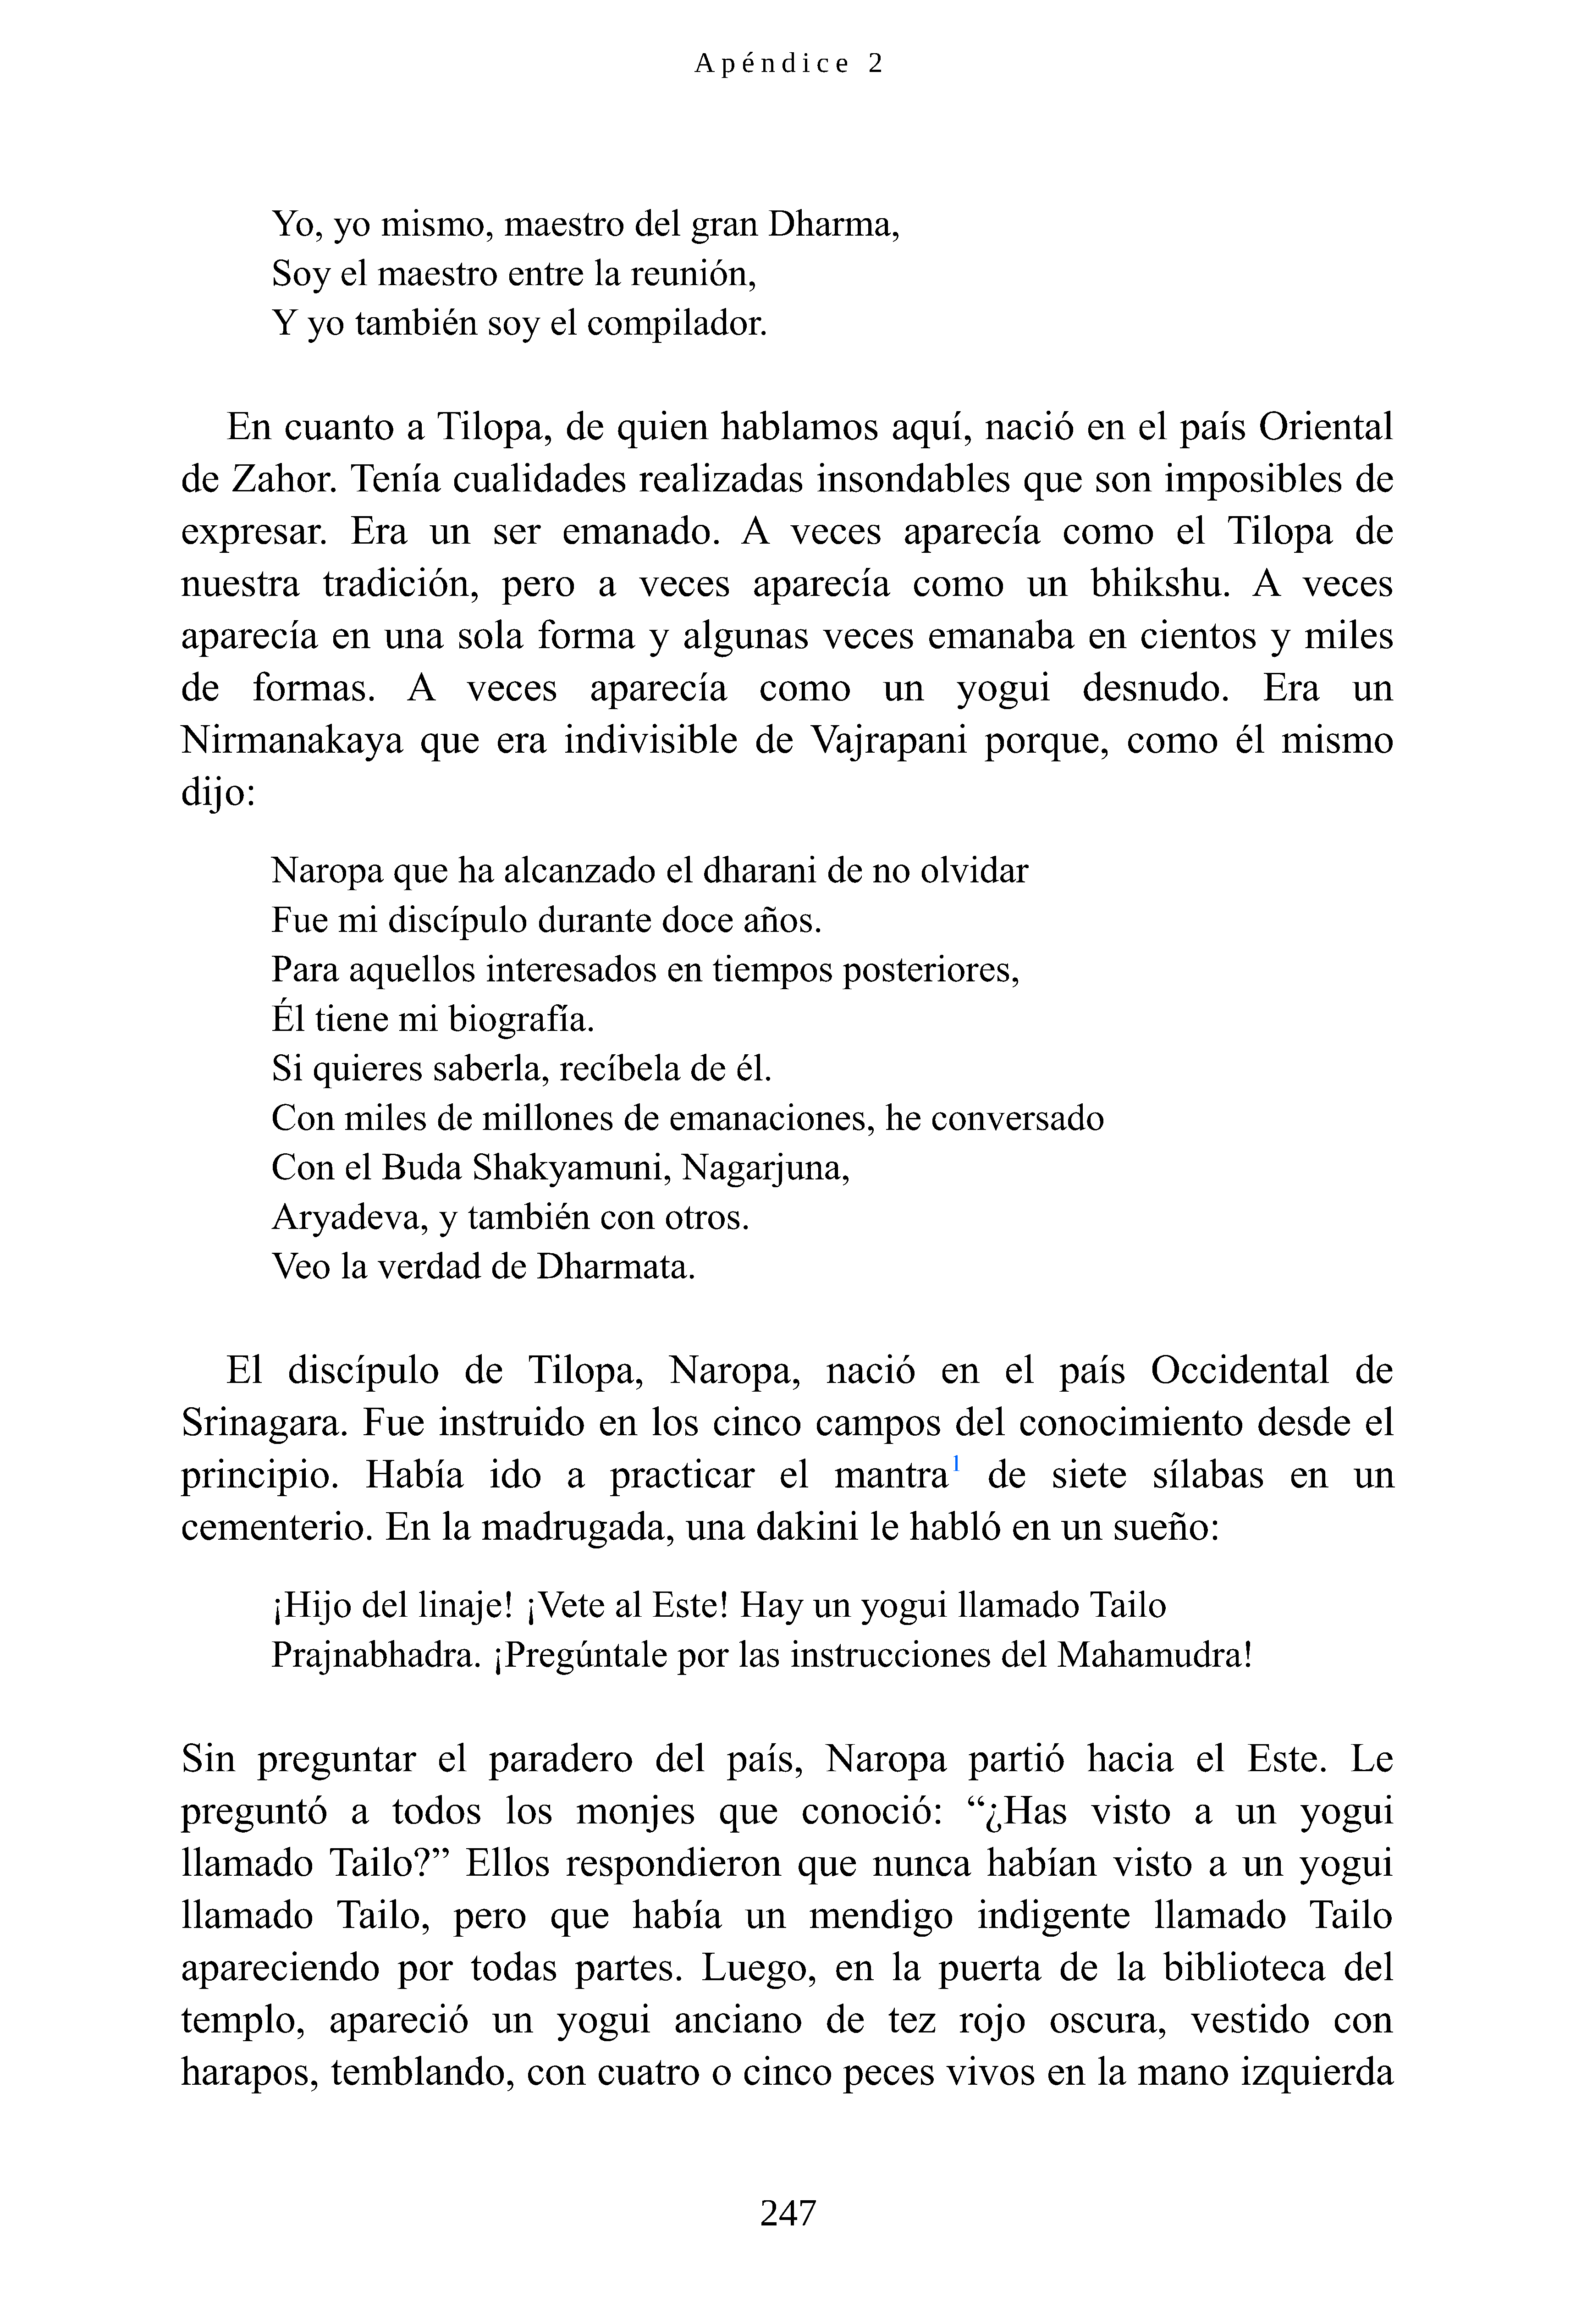 Apéndice 2
Yo, yo mismo, maestro del gran Dharma,
Soy el maestro entre la reunión,
Y yo también soy el compilador.
En cuanto a Tilopa, de quien hablamos aquí, nació en el país Oriental
de Zahor. Tenía cualidades realizadas insondables que son imposibles de
expresar. Era un ser emanado. A veces aparecía como el Tilopa de
nuestra tradición, pero a veces aparecía como un bhikshu. A veces
aparecía en una sola forma y algunas veces emanaba en cientos y miles
de formas. A veces aparecía como un yogui desnudo. Era un
Nirmanakaya que era indivisible de Vajrapani porque, como él mismo
dijo:
Naropa que ha alcanzado el dharani de no olvidar
Fue mi discípulo durante doce años.
Para aquellos interesados en tiempos posteriores,
Él tiene mi biografía.
Si quieres saberla, recíbela de él.
Con miles de millones de emanaciones, he conversado
Con el Buda Shakyamuni, Nagarjuna,
Aryadeva, y también con otros.
Veo la verdad de Dharmata.
El discípulo de Tilopa, Naropa, nació en el país Occidental de
Srinagara. Fue instruido en los cinco campos del conocimiento desde el
principio. Había ido a practicar el mantra¹ de siete sílabas en un
cementerio. En la madrugada, una dakini le habló en un sueño:
¡Hijo del linaje! ¡Vete al Este! Hay un yogui llamado Tailo
Prajnabhadra. ¡Pregúntale por las instrucciones del Mahamudra!
Sin preguntar el paradero del país, Naropa partió hacia el Este. Le
preguntó a todos los monjes que conoció: “¿Has visto a un yogui
llamado Tailo?” Ellos respondieron que nunca habían visto a un yogui
llamado Tailo, pero que había un mendigo indigente llamado Tailo
apareciendo por todas partes. Luego, en la puerta de la biblioteca del
templo, apareció un yogui anciano de tez rojo oscura, vestido con
harapos, temblando, con cuatro o cinco peces vivos en la mano izquierda
247